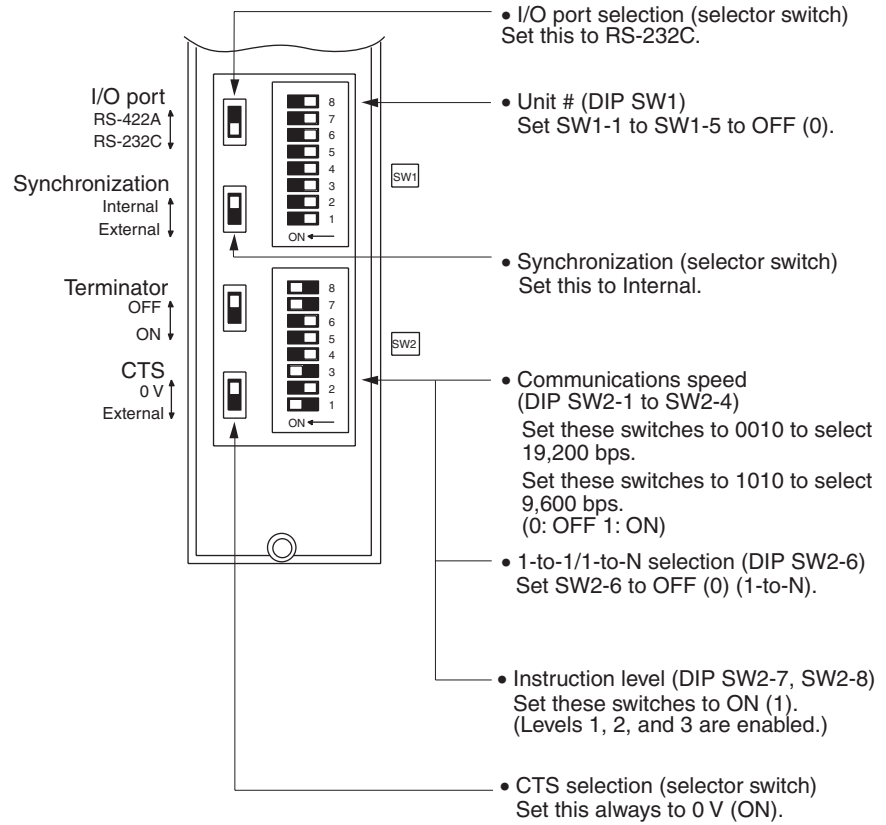 • I/O port selection (selector switch)
Set this to RS-232C.
I/O port
RS-422A
RS-232C
Synchronization
Internal
External
Terminator
OFF
ON
CTS
0 V
External
8
7
6
5
4
3
2
1
ON
SW1
8
7
6
5
4
3
2
1
ON
SW2
• Unit # (DIP SW1)
Set SW1-1 to SW1-5 to OFF (0).
• Synchronization (selector switch)
Set this to Internal.
• Communications speed
(DIP SW2-1 to SW2-4)
Set these switches to 0010 to select
19,200 bps.
Set these switches to 1010 to select
9,600 bps.
(0: OFF 1: ON)
• 1-to-1/1-to-N selection (DIP SW2-6)
Set SW2-6 to OFF (0) (1-to-N).
• Instruction level (DIP SW2-7, SW2-8)
Set these switches to ON (1).
(Levels 1, 2, and 3 are enabled.)
• CTS selection (selector switch)
Set this always to 0 V (ON).